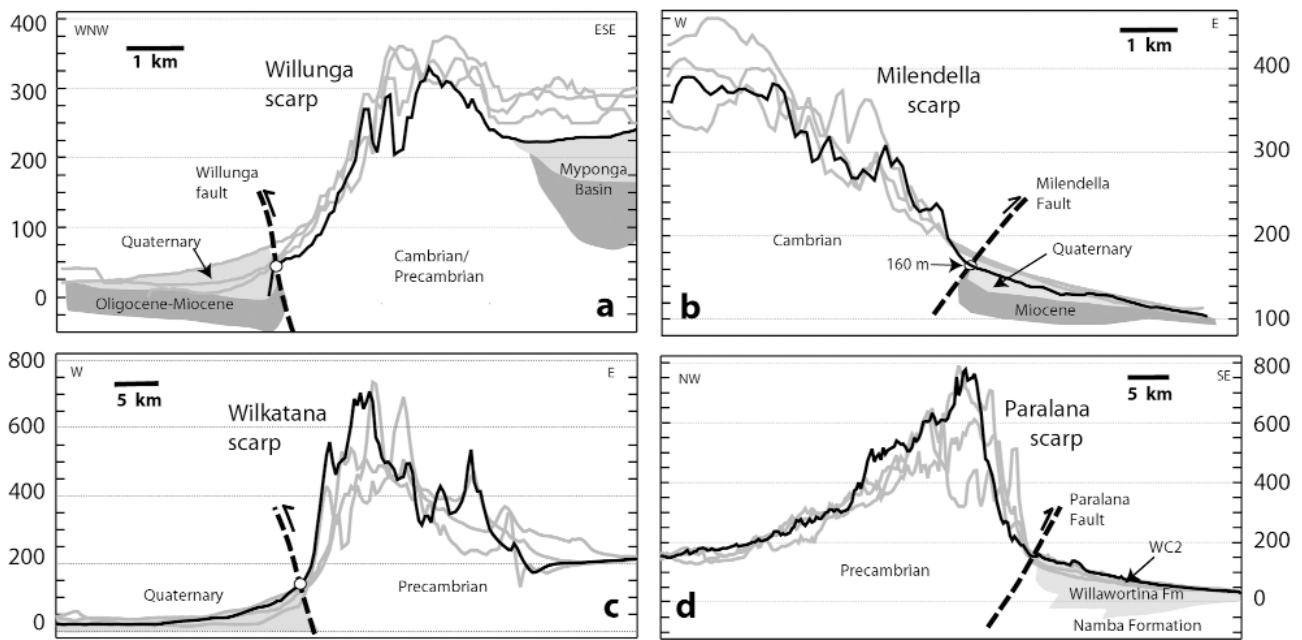 400
300
200
100
0
WNW
ESE
1 km
Willunga
scarp
Willunga
fault
Quaternary
Oligocene-Miocene
Cambrian/
Precambrian
Myponga
Basin
a
W
E
1 km
Milendella
scarp
Milendella
Fault
Cambrian
160 m
Quaternary
Miocene
b
400
300
200
100
800
600
400
200
0
W
E
5 km
Wilkatana
scarp
Quaternary
Precambrian
c
NW
SE
5 km
Paralana
scarp
Paralana
Fault
WC2
Precambrian
Willawortina Fm
Namba Formation
d
800
600
400
200
0